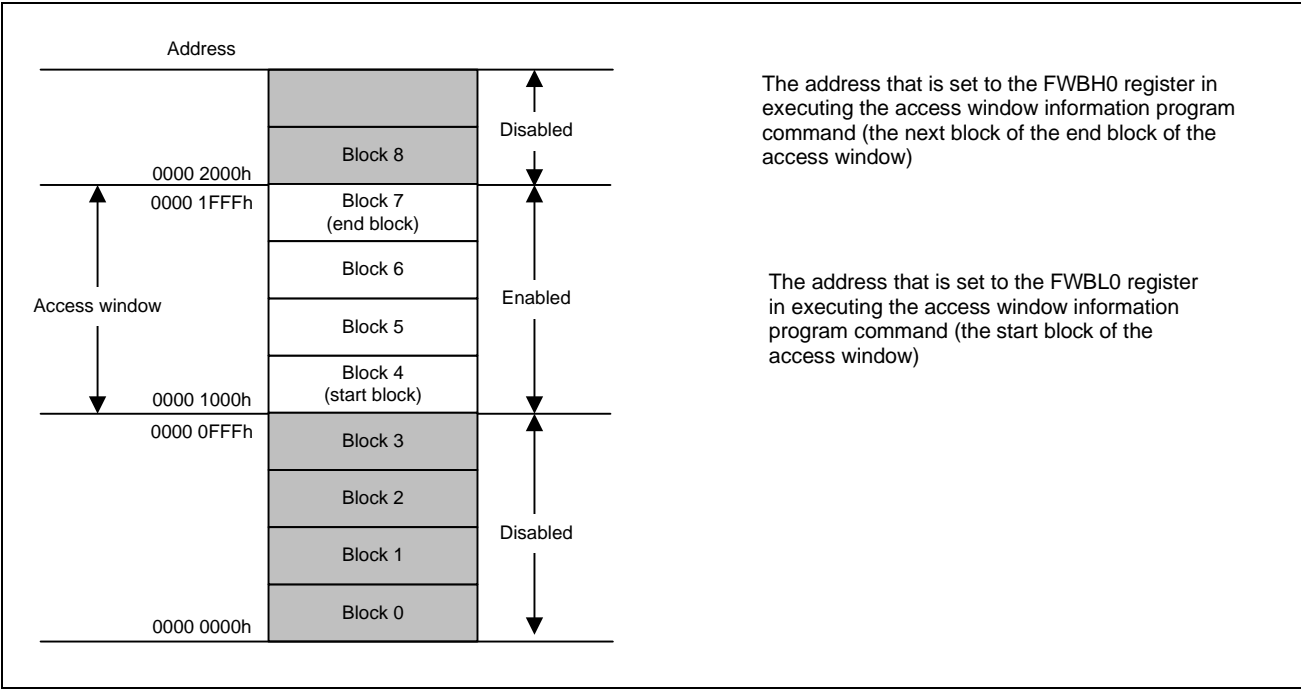 Address
Disabled
Block 8
0000 2000h
0000 1FFFh
Block 7
(end block)
Block 6
Access window
Enabled
Block 5
Block 4
(start block)
0000 1000h
0000 0FFFh
Block 3
Block 2
Disabled
Block 1
Block 0
0000 0000h
The address that is set to the FWBH0 register in
executing the access window information program
command (the next block of the end block of the
access window)
The address that is set to the FWBL0 register
in executing the access window information
program command (the start block of the
access window)